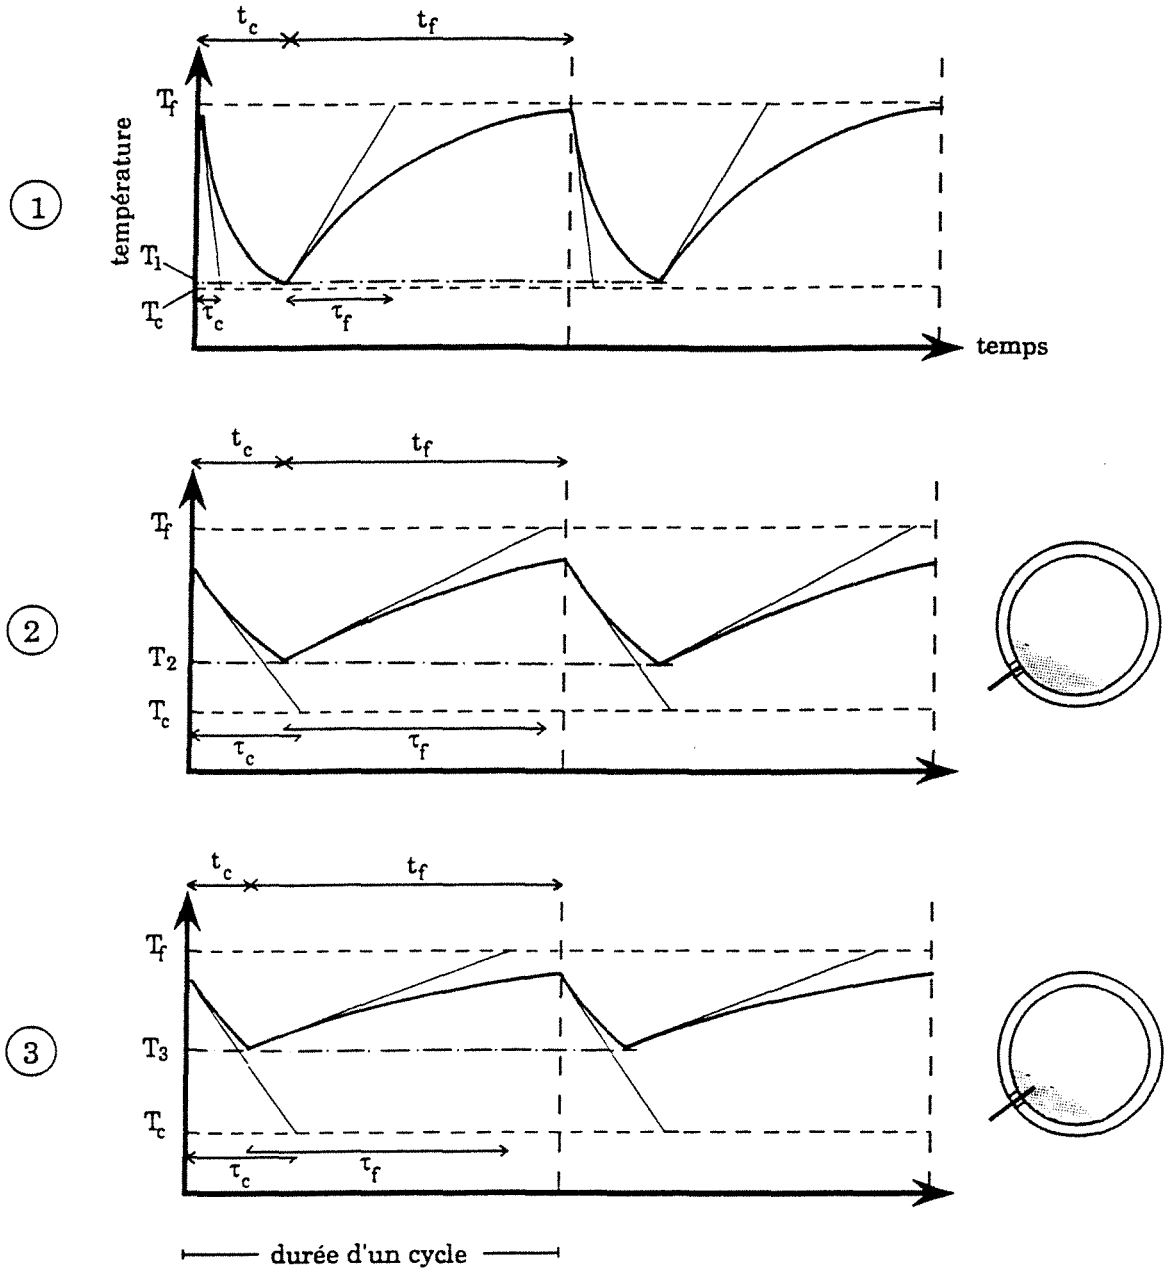 t_c t_f
T_f
température
1
T_1
T_c
τ_c τ_f
temps
t_c t_f
T_f
2
T_2
T_c
τ_c τ_f
t_c t_f
T_f
3
T_3
T_c
τ_c τ_f
durée d'un cycle